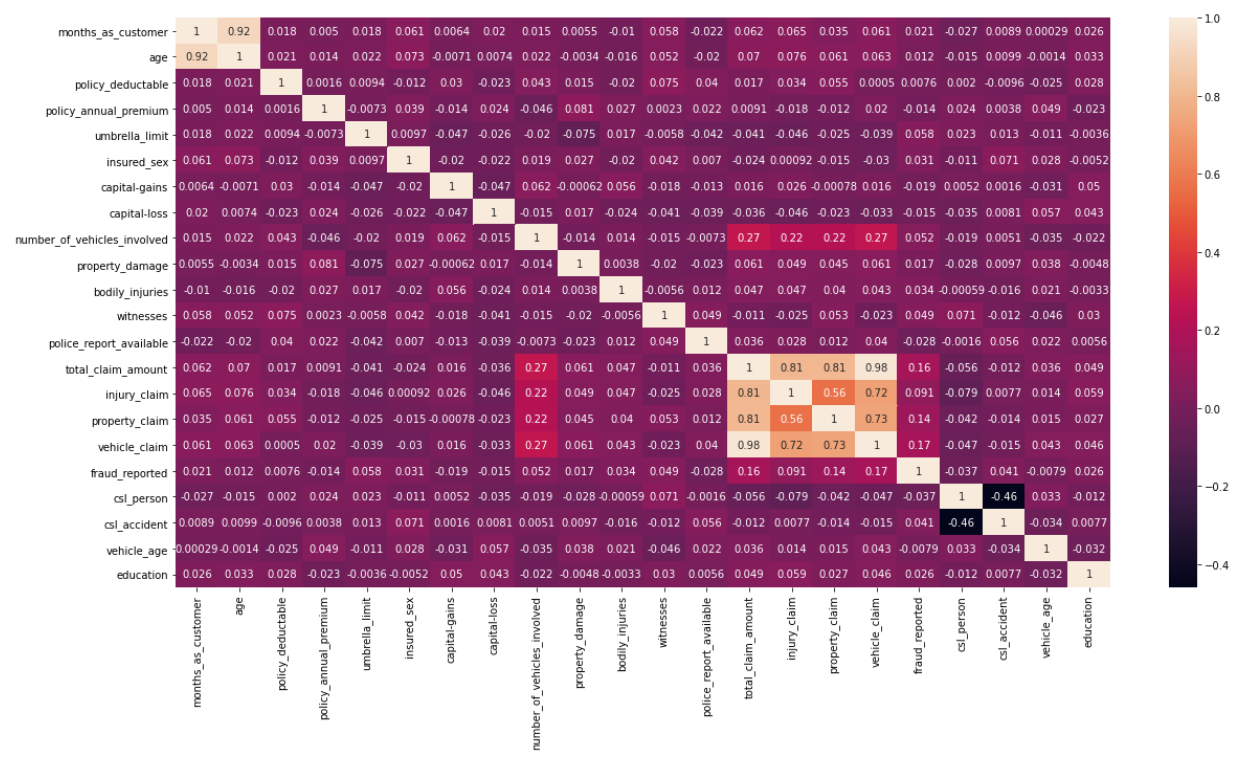 months_as_customer 1 0.92 0.018 0.005 0.018 0.061 0.0064 0.02 0.015 0.0055 -0.01 0.058 -0.022 0.062 0.065 0.035 0.061 0.021 -0.027 0.0089 0.00029 0.026
age 0.92 1 0.021 0.014 0.022 0.073 -0.0071 0.0074 0.022 -0.0034 -0.016 0.052 -0.02 0.07 0.076 0.061 0.063 0.012 -0.015 0.0099 -0.0014 0.033
policy_deductable 0.018 0.021 1 0.0016 0.0094 -0.012 0.03 -0.023 0.043 0.015 -0.02 0.075 0.04 0.017 0.034 0.055 0.0005 0.0076 0.002 -0.0096 -0.025 0.028
policy_annual_premium 0.005 0.014 0.0016 1 -0.0073 0.039 -0.014 0.024 -0.046 0.081 0.027 0.0023 0.022 0.0091 -0.018 -0.012 0.02 -0.014 0.024 0.0038 0.049 -0.023
umbrella_limit 0.018 0.022 0.0094 -0.0073 1 0.0097 -0.047 -0.026 -0.02 -0.075 0.017 -0.0058 -0.042 -0.041 -0.046 -0.025 -0.039 0.058 0.023 0.013 -0.011 -0.0036
insured_sex 0.061 0.073 -0.012 0.039 0.0097 1 -0.02 -0.022 0.019 0.027 -0.02 0.042 0.007 -0.024 0.00092 -0.015 -0.03 0.031 -0.011 0.071 0.028 -0.0052
capital-gains 0.0064 -0.0071 0.03 -0.014 -0.047 -0.02 1 -0.047 0.062 -0.00062 0.056 -0.018 -0.013 0.016 0.026 -0.00078 0.016 -0.019 0.0052 0.0016 -0.031 0.05
capital-loss 0.02 0.0074 -0.023 0.024 -0.026 -0.022 -0.047 1 -0.015 0.017 -0.024 -0.041 -0.039 -0.036 -0.046 -0.023 -0.033 -0.015 -0.035 0.0081 0.057 0.043
number_of_vehicles_involved 0.015 0.022 0.043 -0.046 -0.02 0.019 0.062 -0.015 1 -0.014 0.014 -0.015 -0.0073 0.27 0.22 0.22 0.27 0.052 -0.019 0.0051 -0.035 -0.022
property_damage 0.0055 -0.0034 0.015 0.081 -0.075 0.027 -0.00062 0.017 -0.014 1 0.0038 -0.02 -0.023 0.061 0.049 0.045 0.061 0.017 -0.028 0.0097 0.038 -0.0048
bodily_injuries -0.01 -0.016 -0.02 0.027 0.017 -0.02 0.056 -0.024 0.014 0.0038 1 -0.0056 0.012 0.047 0.047 0.04 0.043 0.034 -0.00059 -0.016 0.021 -0.0033
witnesses 0.058 0.052 0.075 0.0023 -0.0058 0.042 -0.018 -0.041 -0.015 -0.02 -0.0056 1 0.049 -0.011 -0.025 0.053 -0.023 0.049 0.071 -0.012 -0.046 0.03
police_report_available -0.022 -0.02 0.04 0.022 -0.042 0.007 -0.013 -0.039 -0.0073 -0.023 0.012 0.049 1 0.036 0.028 0.012 0.04 -0.028 -0.0016 0.056 0.022 0.0056
total_claim_amount 0.062 0.07 0.017 0.0091 -0.041 -0.024 0.016 -0.036 0.27 0.061 0.047 -0.011 0.036 1 0.81 0.81 0.98 0.16 -0.056 -0.012 0.036 0.049
injury_claim 0.065 0.076 0.034 -0.018 -0.046 0.00092 0.026 -0.046 0.22 0.049 0.047 -0.025 0.028 0.81 1 0.56 0.72 0.091 -0.079 0.0077 0.014 0.059
property_claim 0.035 0.061 0.055 -0.012 -0.025 -0.015 -0.00078 -0.023 0.22 0.045 0.04 0.053 0.012 0.81 0.56 1 0.73 0.14 -0.042 -0.014 0.015 0.027
vehicle_claim 0.061 0.063 0.0005 0.02 -0.039 -0.03 0.016 -0.033 0.27 0.061 0.043 -0.023 0.04 0.98 0.72 0.73 1 0.17 -0.047 -0.015 0.043 0.046
fraud_reported 0.021 0.012 0.0076 -0.014 0.058 0.031 -0.019 -0.015 0.052 0.017 0.034 0.049 -0.028 0.16 0.091 0.14 0.17 1 -0.037 0.041 -0.0079 0.026
csl_person -0.027 -0.015 0.002 0.024 0.023 -0.011 0.0052 -0.035 -0.019 -0.028 -0.00059 0.071 -0.0016 -0.056 -0.079 -0.042 -0.047 -0.037 1 -0.46 0.033 -0.012
csl_accident 0.0089 0.0099 -0.0096 0.0038 0.013 0.071 0.0016 0.0081 0.0051 0.0097 -0.016 -0.012 0.056 -0.012 0.0077 -0.014 -0.015 0.041 -0.46 1 -0.034 0.0077
vehicle_age 0.00029 -0.0014 -0.025 0.049 -0.011 0.028 -0.031 0.057 -0.035 0.038 0.021 -0.046 0.022 0.036 0.014 0.015 0.043 -0.0079 0.033 -0.034 1 -0.032
education 0.026 0.033 0.028 -0.023 -0.0036 -0.0052 0.05 0.043 -0.022 -0.0048 -0.0033 0.03 0.0056 0.049 0.059 0.027 0.046 0.026 -0.012 0.0077 -0.032 1
months_as_customer
age
policy_deductable
policy_annual_premium
umbrella_limit
insured_sex
capital-gains
capital-loss
number_of_vehicles_involved
property_damage
bodily_injuries
witnesses
police_report_available
total_claim_amount
injury_claim
property_claim
vehicle_claim
fraud_reported
csl_person
csl_accident
vehicle_age
education
1.0
0.8
0.6
0.4
0.2
0.0
−0.2
−0.4